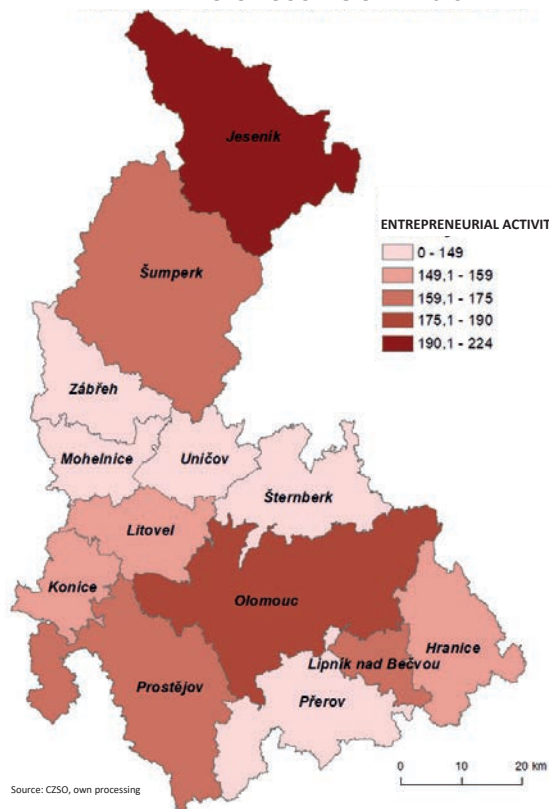 Jeseník
ENTREPRENEURIAL ACTIVIT
0 - 149
149,1 - 159
159,1 - 175
175,1 - 190
190,1 - 224
Šumperk
Zábřeh
Mohelnice
Uničov
Šternberk
Litovel
Konice
Olomouc
Hranice
Lipník nad Bečvou
Prostějov
Přerov
0 10 20 km
Source: CZSO, own processing